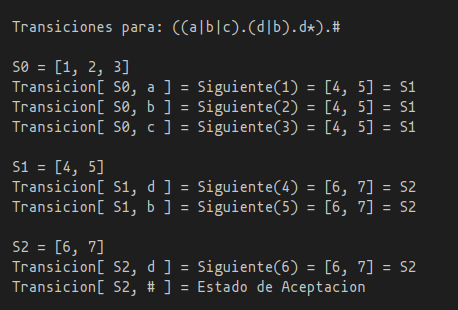 Transiciones para: ((a|b|c).(d|b).d*).#
S0 = [1, 2, 3]
Transicion[ S0, a ] = Siguiente(1) = [4, 5] = S1
Transicion[ S0, b ] = Siguiente(2) = [4, 5] = S1
Transicion[ S0, c ] = Siguiente(3) = [4, 5] = S1
S1 = [4, 5]
Transicion[ S1, d ] = Siguiente(4) = [6, 7] = S2
Transicion[ S1, b ] = Siguiente(5) = [6, 7] = S2
S2 = [6, 7]
Transicion[ S2, d ] = Siguiente(6) = [6, 7] = S2
Transicion[ S2, # ] = Estado de Aceptacion